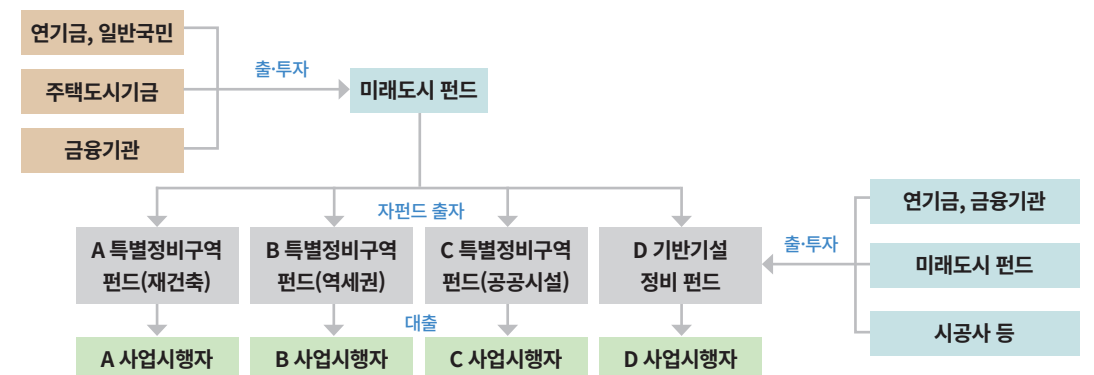 연기금, 일반국민
출·투자
주택도시기금
미래도시 펀드
금융기관
자펀드 출자
연기금, 금융기관
출·투자
미래도시 펀드
시공사 등
A 특별정비구역
펀드(재건축)
B 특별정비구역
펀드(역세권)
C 특별정비구역
펀드(공공시설)
D 기반기설
정비 펀드
대출
A 사업시행자
B 사업시행자
C 사업시행자
D 사업시행자